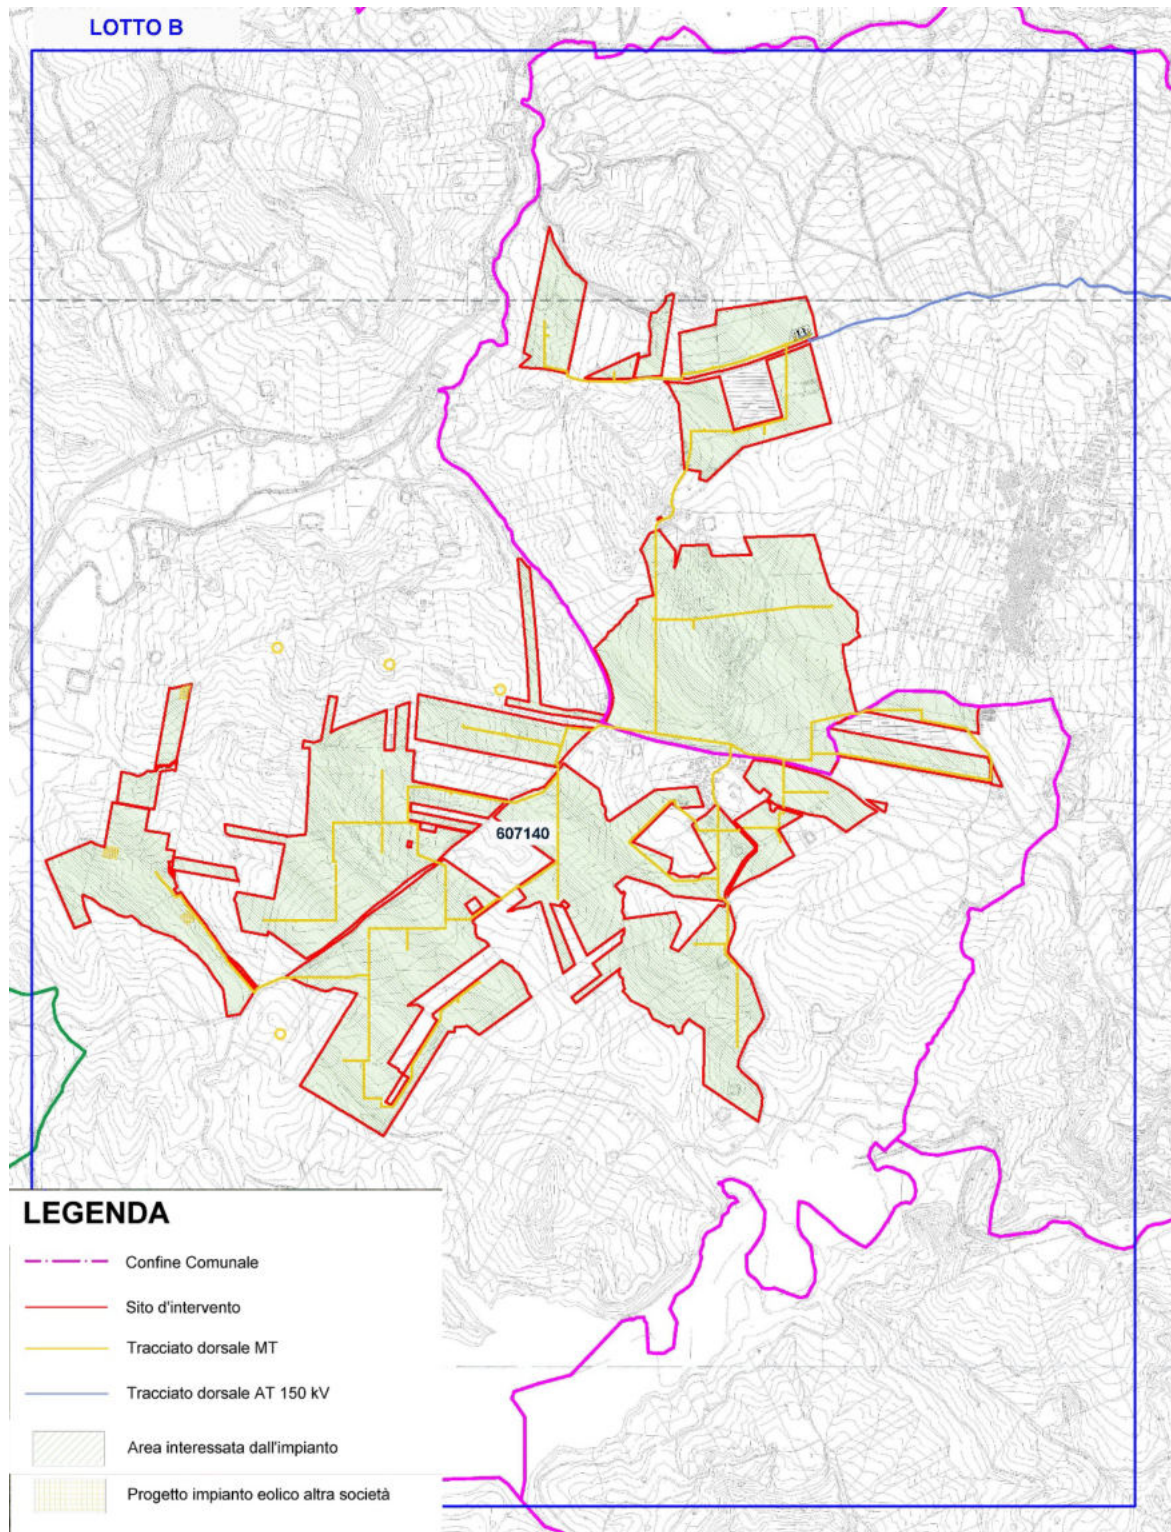 LOTTO B
607140
LEGENDA
Confine Comunale
Sito d'intervento
Tracciato dorsale MT
Tracciato dorsale AT 150 kV
Area interessata dall'impianto
Progetto impianto eolico altra società